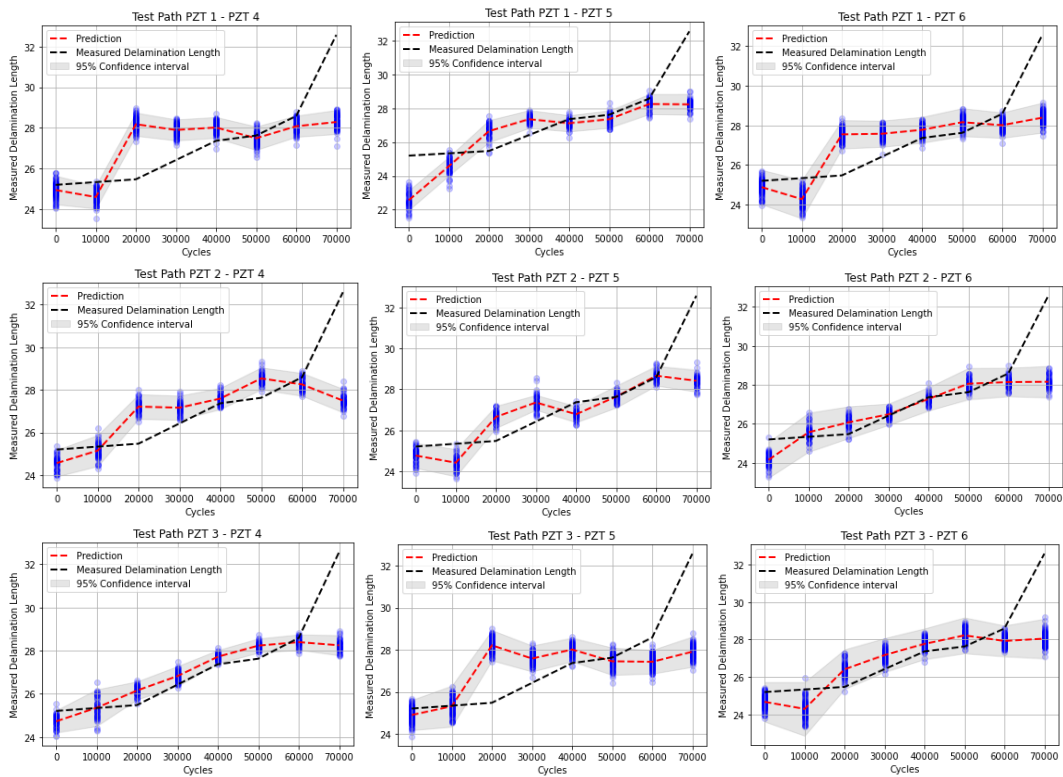 Test Path PZT 1 - PZT 4
Measured Delamination Length
32
30
28
26
24
Prediction
Measured Delamination Length
95% Confidence interval
0 10000 20000 30000 40000 50000 60000 70000
Cycles
Test Path PZT 1 - PZT 5
Measured Delamination Length
32
30
28
26
24
22
Prediction
Measured Delamination Length
95% Confidence interval
0 10000 20000 30000 40000 50000 60000 70000
Cycles
Test Path PZT 1 - PZT 6
Measured Delamination Length
32
30
28
26
24
Prediction
Measured Delamination Length
95% Confidence interval
0 10000 20000 30000 40000 50000 60000 70000
Cycles
Test Path PZT 2 - PZT 4
Measured Delamination Length
32
30
28
26
24
Prediction
Measured Delamination Length
95% Confidence interval
0 10000 20000 30000 40000 50000 60000 70000
Cycles
Test Path PZT 2 - PZT 5
Measured Delamination Length
32
30
28
26
24
Prediction
Measured Delamination Length
95% Confidence interval
0 10000 20000 30000 40000 50000 60000 70000
Cycles
Test Path PZT 2 - PZT 6
Measured Delamination Length
32
30
28
26
24
Prediction
Measured Delamination Length
95% Confidence interval
0 10000 20000 30000 40000 50000 60000 70000
Cycles
Test Path PZT 3 - PZT 4
Measured Delamination Length
32
30
28
26
24
Prediction
Measured Delamination Length
95% Confidence interval
0 10000 20000 30000 40000 50000 60000 70000
Cycles
Test Path PZT 3 - PZT 5
Measured Delamination Length
32
30
28
26
24
Prediction
Measured Delamination Length
95% Confidence interval
0 10000 20000 30000 40000 50000 60000 70000
Cycles
Test Path PZT 3 - PZT 6
Measured Delamination Length
32
30
28
26
24
Prediction
Measured Delamination Length
95% Confidence interval
0 10000 20000 30000 40000 50000 60000 70000
Cycles